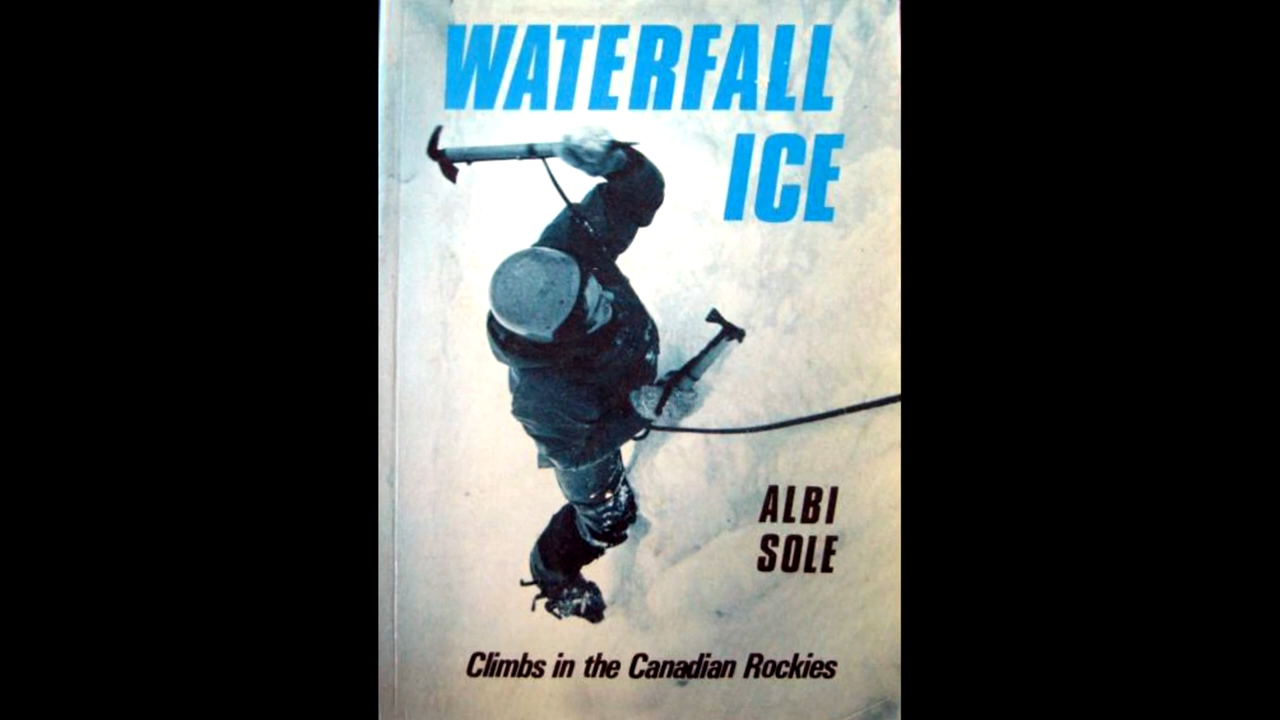 WATERFALL
ICE
ALBI
SOLE
Climbs in the Canadian Rockies